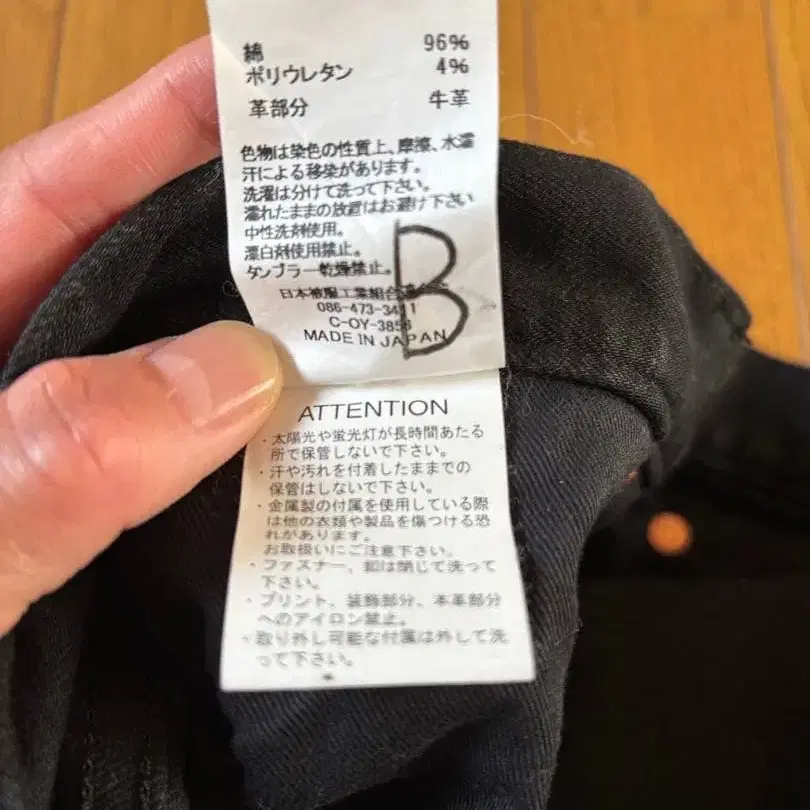 綿 96%
ポリウレタン 4%
革部分 牛革
色物は染色の性質上、摩擦、水濡
汗による移染があります。
洗濯は分けて洗って下さい。
濡れたままの放置はお避け下さい
中性洗剤使用。
漂白剤使用禁止。
タンブラー乾燥禁止。
B
日本被服工業組合連
086-473-3411
C-OY-3856
MADE IN JAPAN
ATTENTION
・太陽光や蛍光灯が長時間あたる
所で保管しないで下さい。
・汗や汚れを付着したままでの
保管はしないで下さい。
・金属製の付属を使用している際
は他の衣類や製品を傷つける恐
れがあります。
お取扱いにご注意下さい。
・ファスナー、釦は閉じて洗って
下さい。
・プリント、装飾部分、本革部分
へのアイロン禁止。
・取り外し可能な付属は外して洗
って下さい。